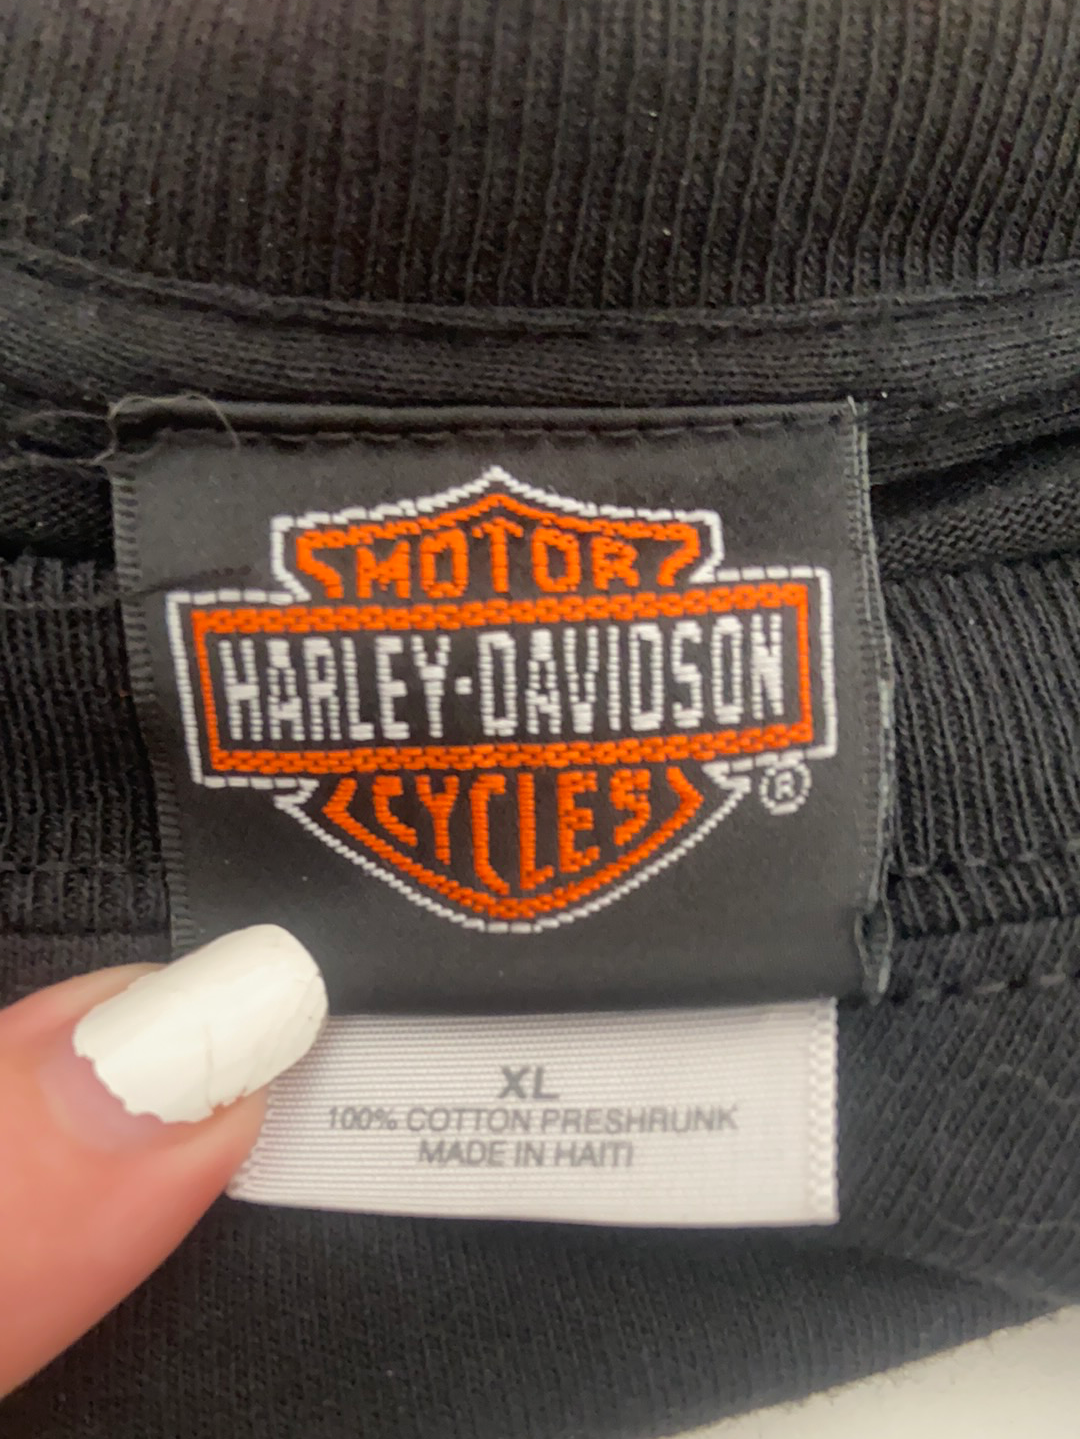 MOTOR
HARLEY-DAVIDSON
CYCLES
®
XL
100% COTTON PRESHRUNK
MADE IN HAITI